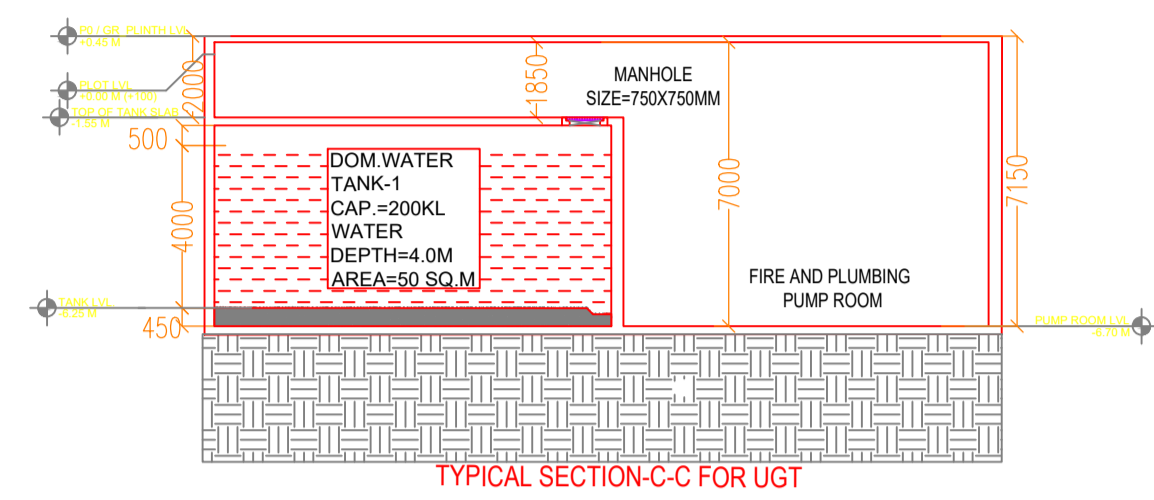 P0 / GR. PLINTH LVL
+0.45 M
PLOT LVL
+0.00 M (+100)
TOP OF TANK SLAB
-1.55 M
2000
1850
MANHOLE
SIZE=750X750MM
500
DOM.WATER
TANK-1
CAP.=200KL
WATER
DEPTH=4.0M
AREA=50 SQ.M
4000
7000
7150
FIRE AND PLUMBING
PUMP ROOM
TANK LVL
-6.25 M
450
PUMP ROOM LVL
-6.70 M
TYPICAL SECTION-C-C FOR UGT